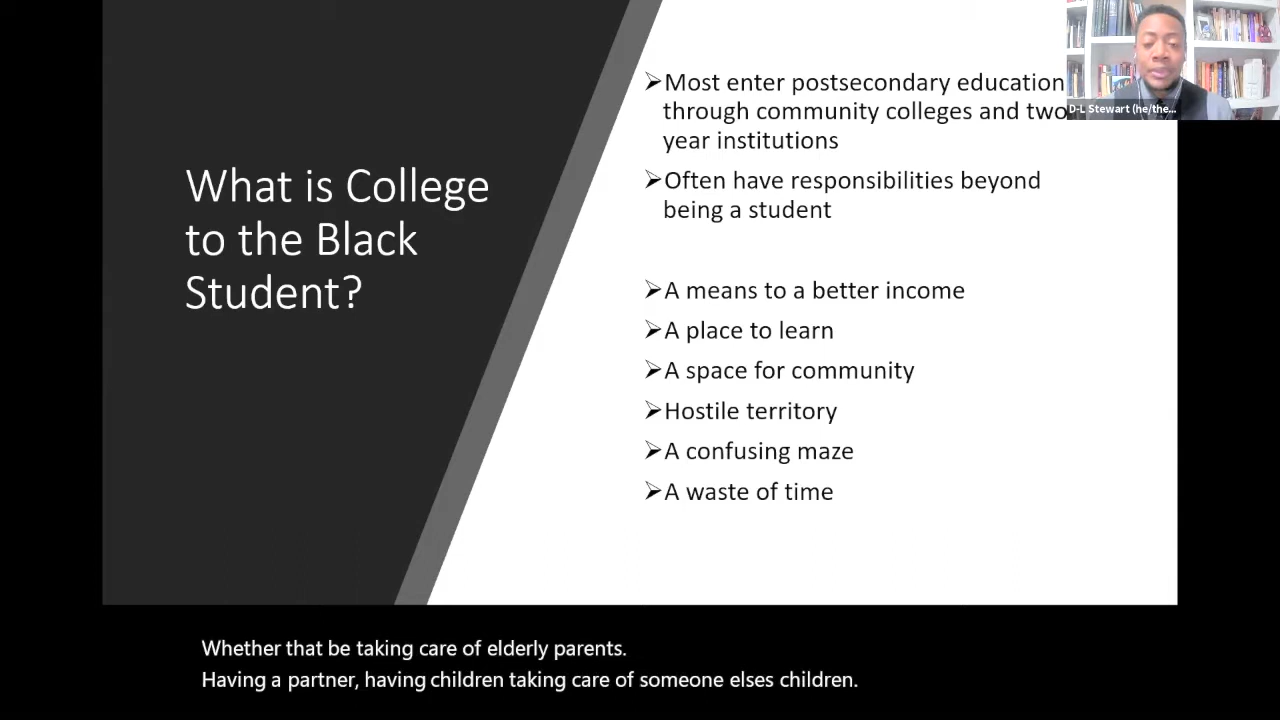 What is College
to the Black
Student?
Most enter postsecondary education
through community colleges and two
year institutions
Often have responsibilities beyond
being a student
A means to a better income
A place to learn
A space for community
Hostile territory
A confusing maze
A waste of time
D-L Stewart (he/the...
Whether that be taking care of elderly parents.
Having a partner, having children taking care of someone elses children.